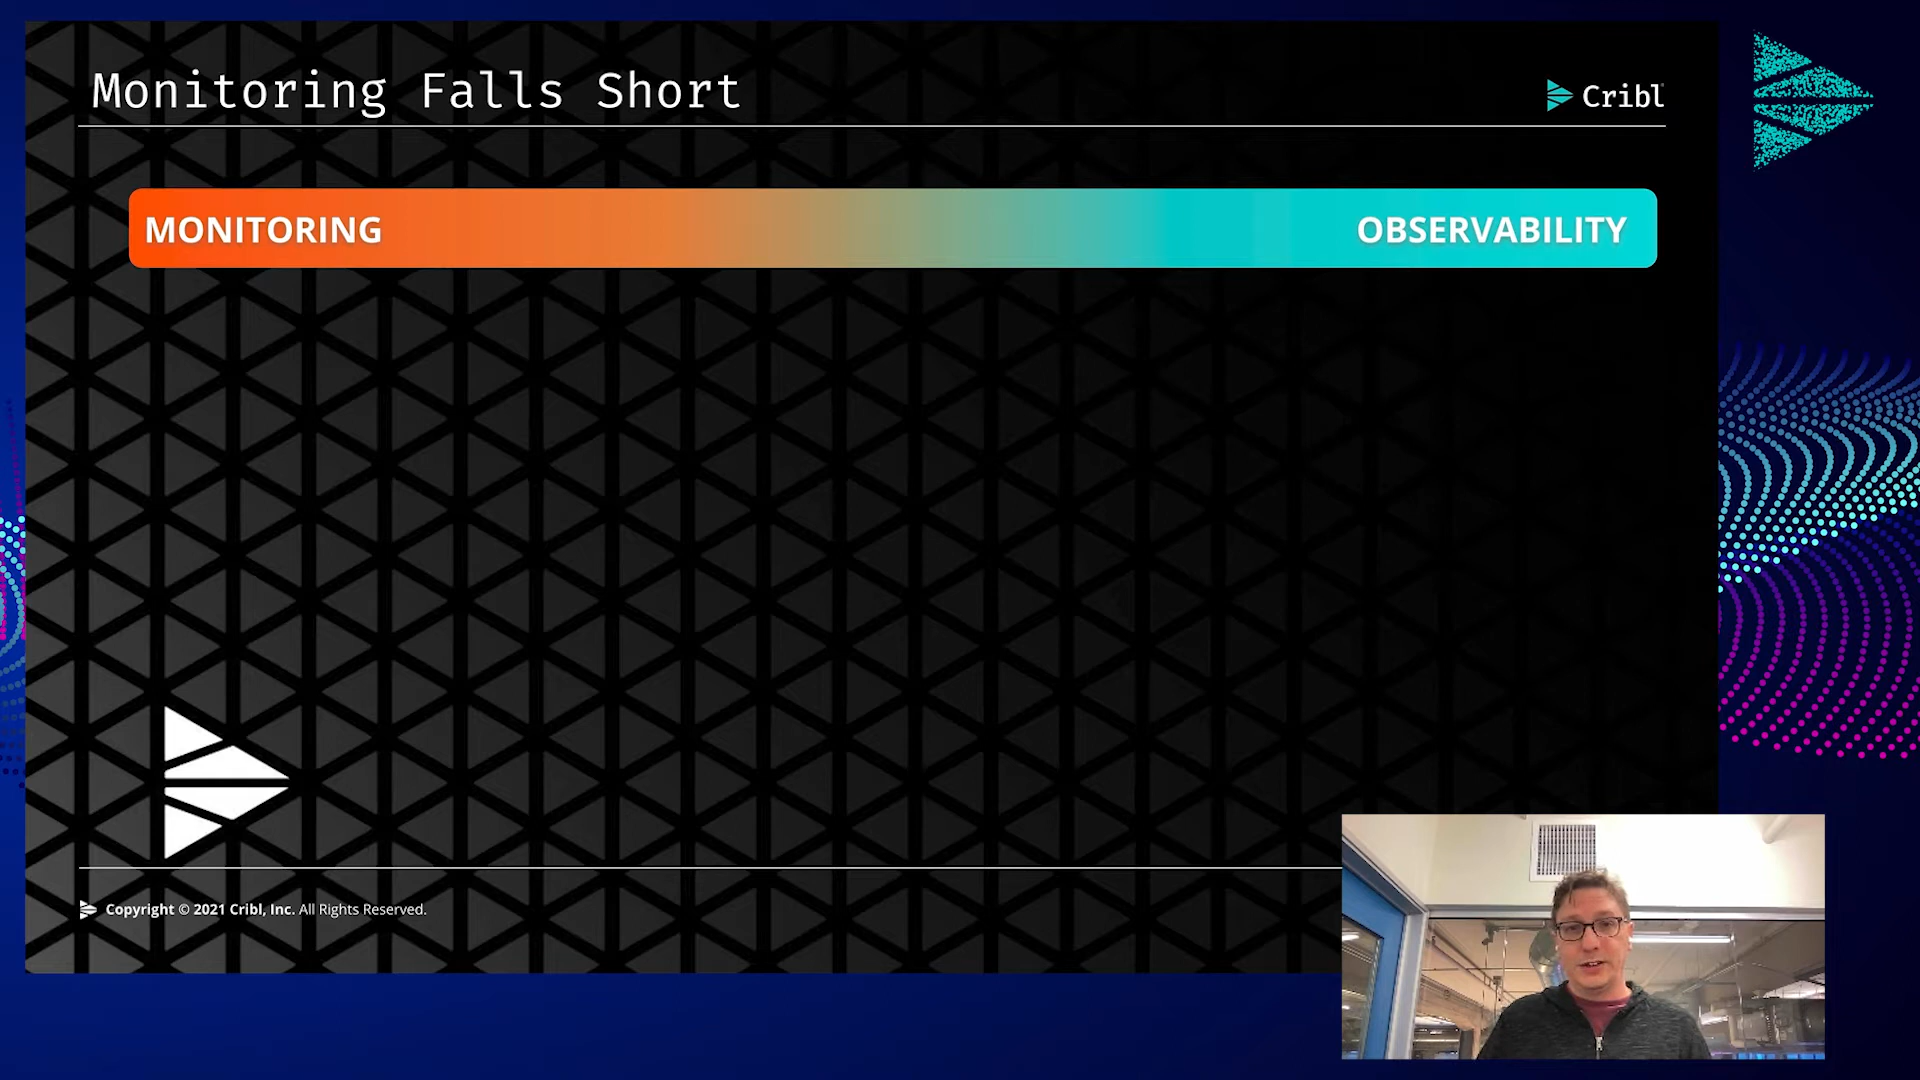 Monitoring Falls Short
Cribl
MONITORING
OBSERVABILITY
Copyright © 2021 Cribl, Inc. All Rights Reserved.